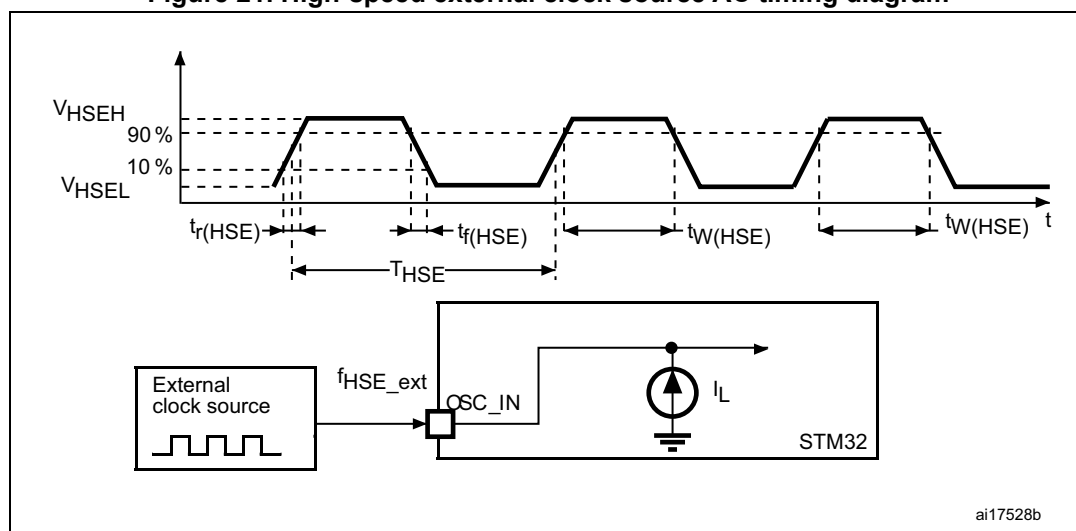 Figure 21. High-speed external clock source AC timing diagram
VHSEH
90 %
10 %
VHSEL
tr(HSE)
tf(HSE)
tW(HSE)
tW(HSE)
t
THSE
External
clock source
fHSE_ext
OSC_IN
IL
STM32
ai17528b